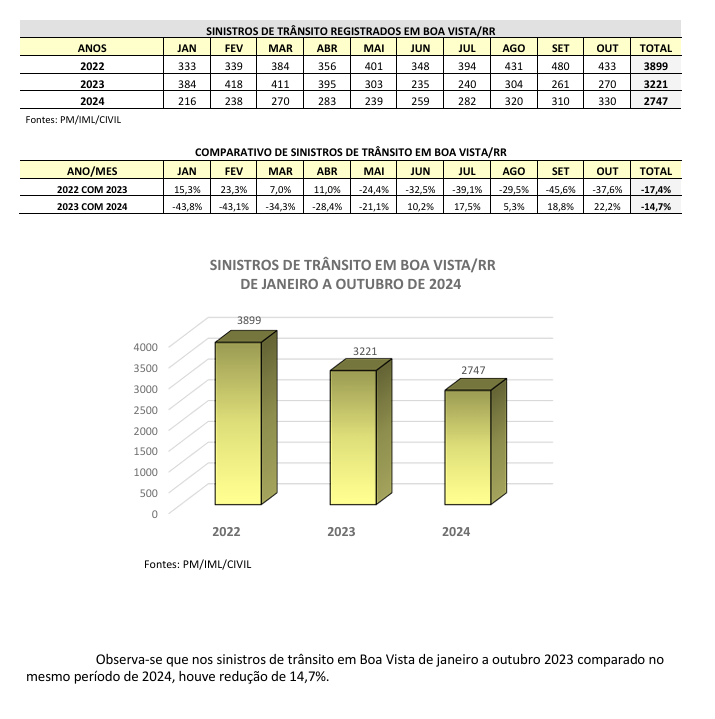 SINISTROS DE TRÂNSITO REGISTRADOS EM BOA VISTA/RR
ANOS JAN FEV MAR ABR MAI JUN JUL AGO SET OUT TOTAL
2022 333 339 384 356 401 348 394 431 480 433 3899
2023 384 418 411 395 303 235 240 304 261 270 3221
2024 216 238 270 283 239 259 282 320 310 330 2747
Fontes: PM/IML/CIVIL
COMPARATIVO DE SINISTROS DE TRÂNSITO EM BOA VISTA/RR
ANO/MES JAN FEV MAR ABR MAI JUN JUL AGO SET OUT TOTAL
2022 COM 2023 15,3% 23,3% 7,0% 11,0% -24,4% -32,5% -39,1% -29,5% -45,6% -37,6% -17,4%
2023 COM 2024 -43,8% -43,1% -34,3% -28,4% -21,1% 10,2% 17,5% 5,3% 18,8% 22,2% -14,7%
SINISTROS DE TRÂNSITO EM BOA VISTA/RR
DE JANEIRO A OUTUBRO DE 2024
3899
3221
2747
4000
3500
3000
2500
2000
1500
1000
500
0
2022 2023 2024
Fontes: PM/IML/CIVIL
Observa-se que nos sinistros de trânsito em Boa Vista de janeiro a outubro 2023 comparado no
mesmo período de 2024, houve redução de 14,7%.